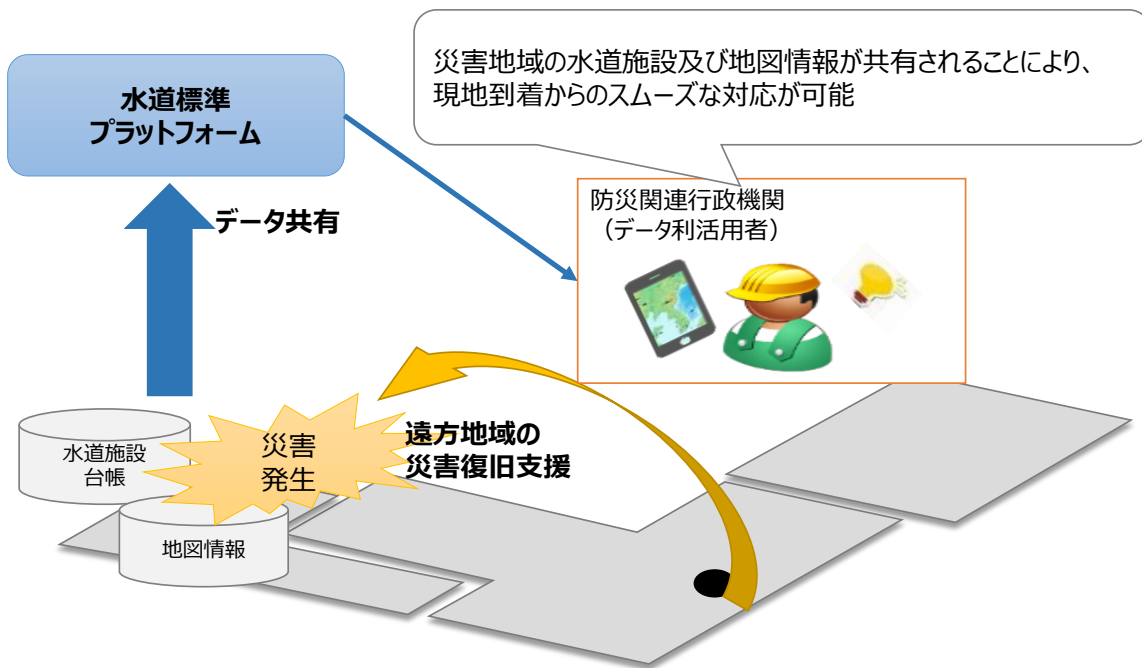 災害地域の水道施設及び地図情報が共有されることにより、
現地到着からのスムーズな対応が可能
水道標準
プラットフォーム
データ共有
防災関連行政機関
（データ利活用者）
水道施設
台帳
災害
発生
遠方地域の
災害復旧支援
地図情報